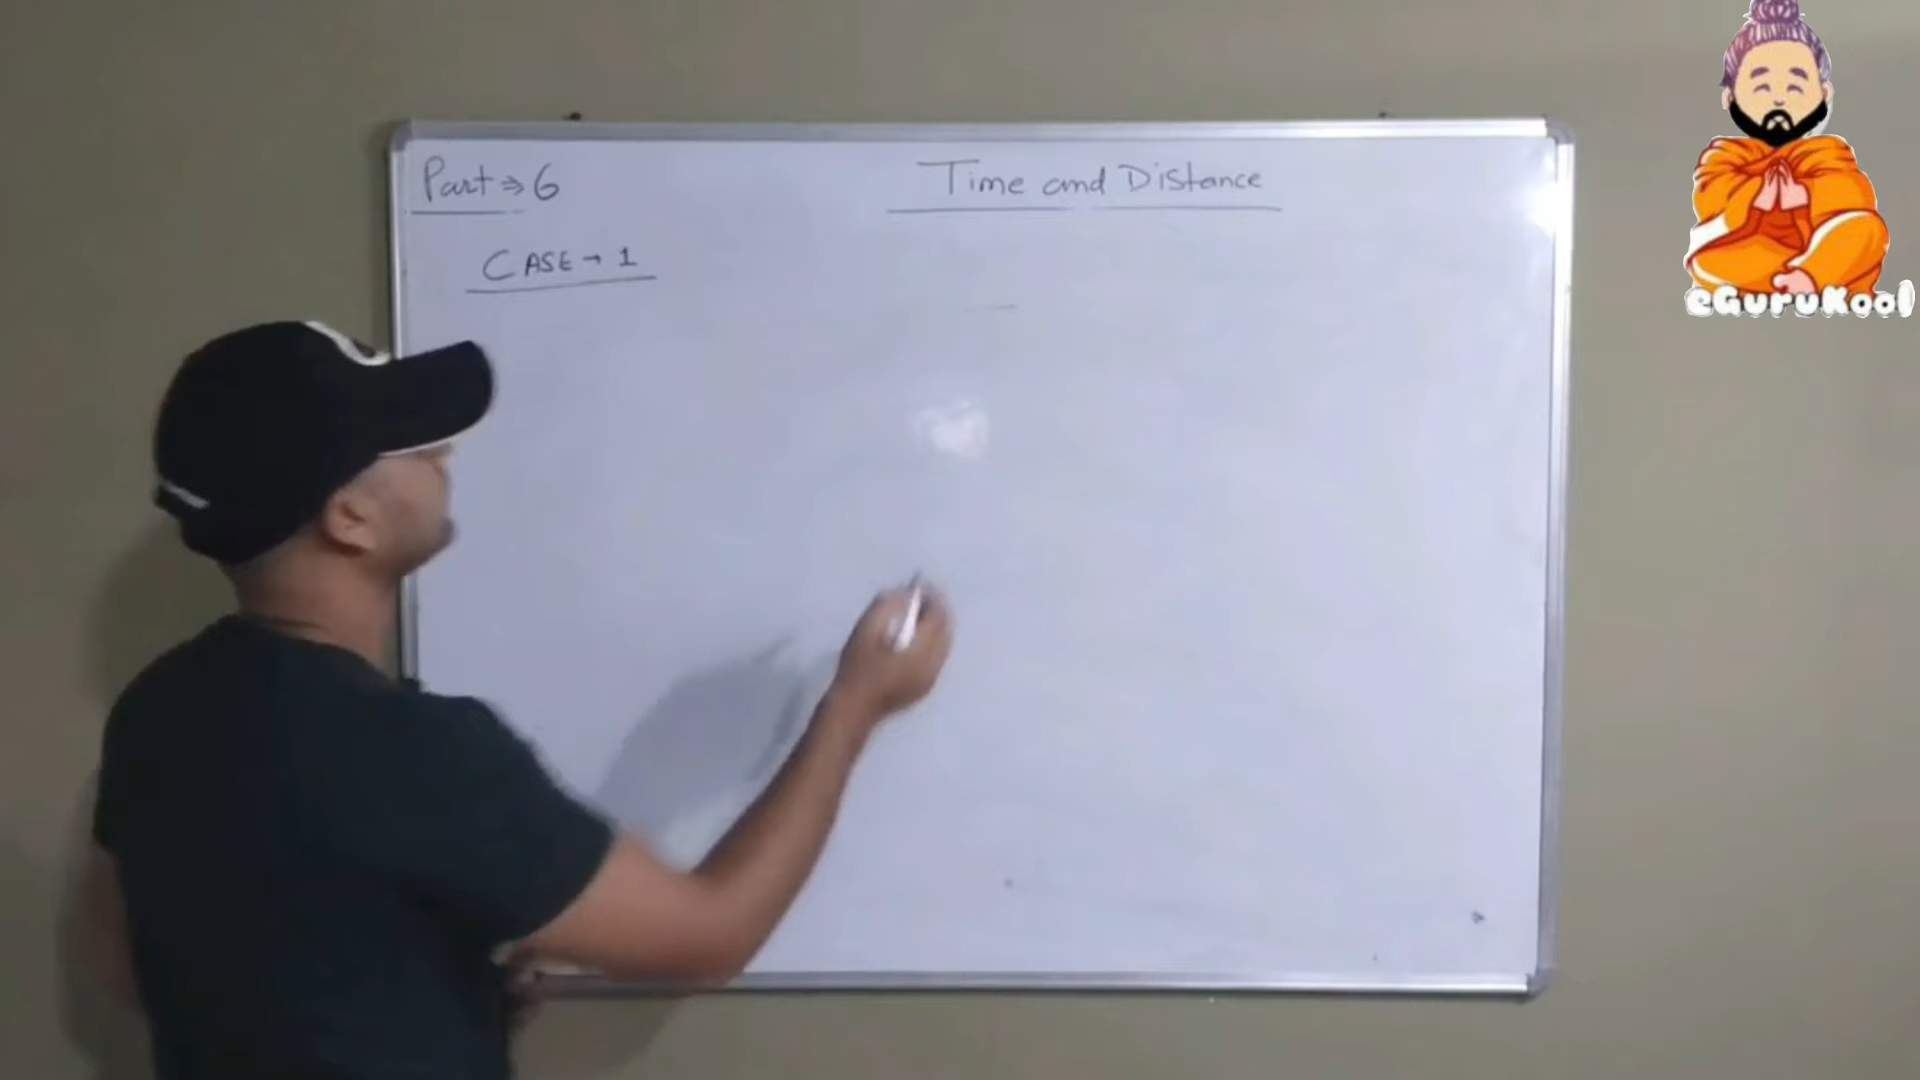 Part ⇒ 6
Time and Distance
CASE → 1
eGuruKool